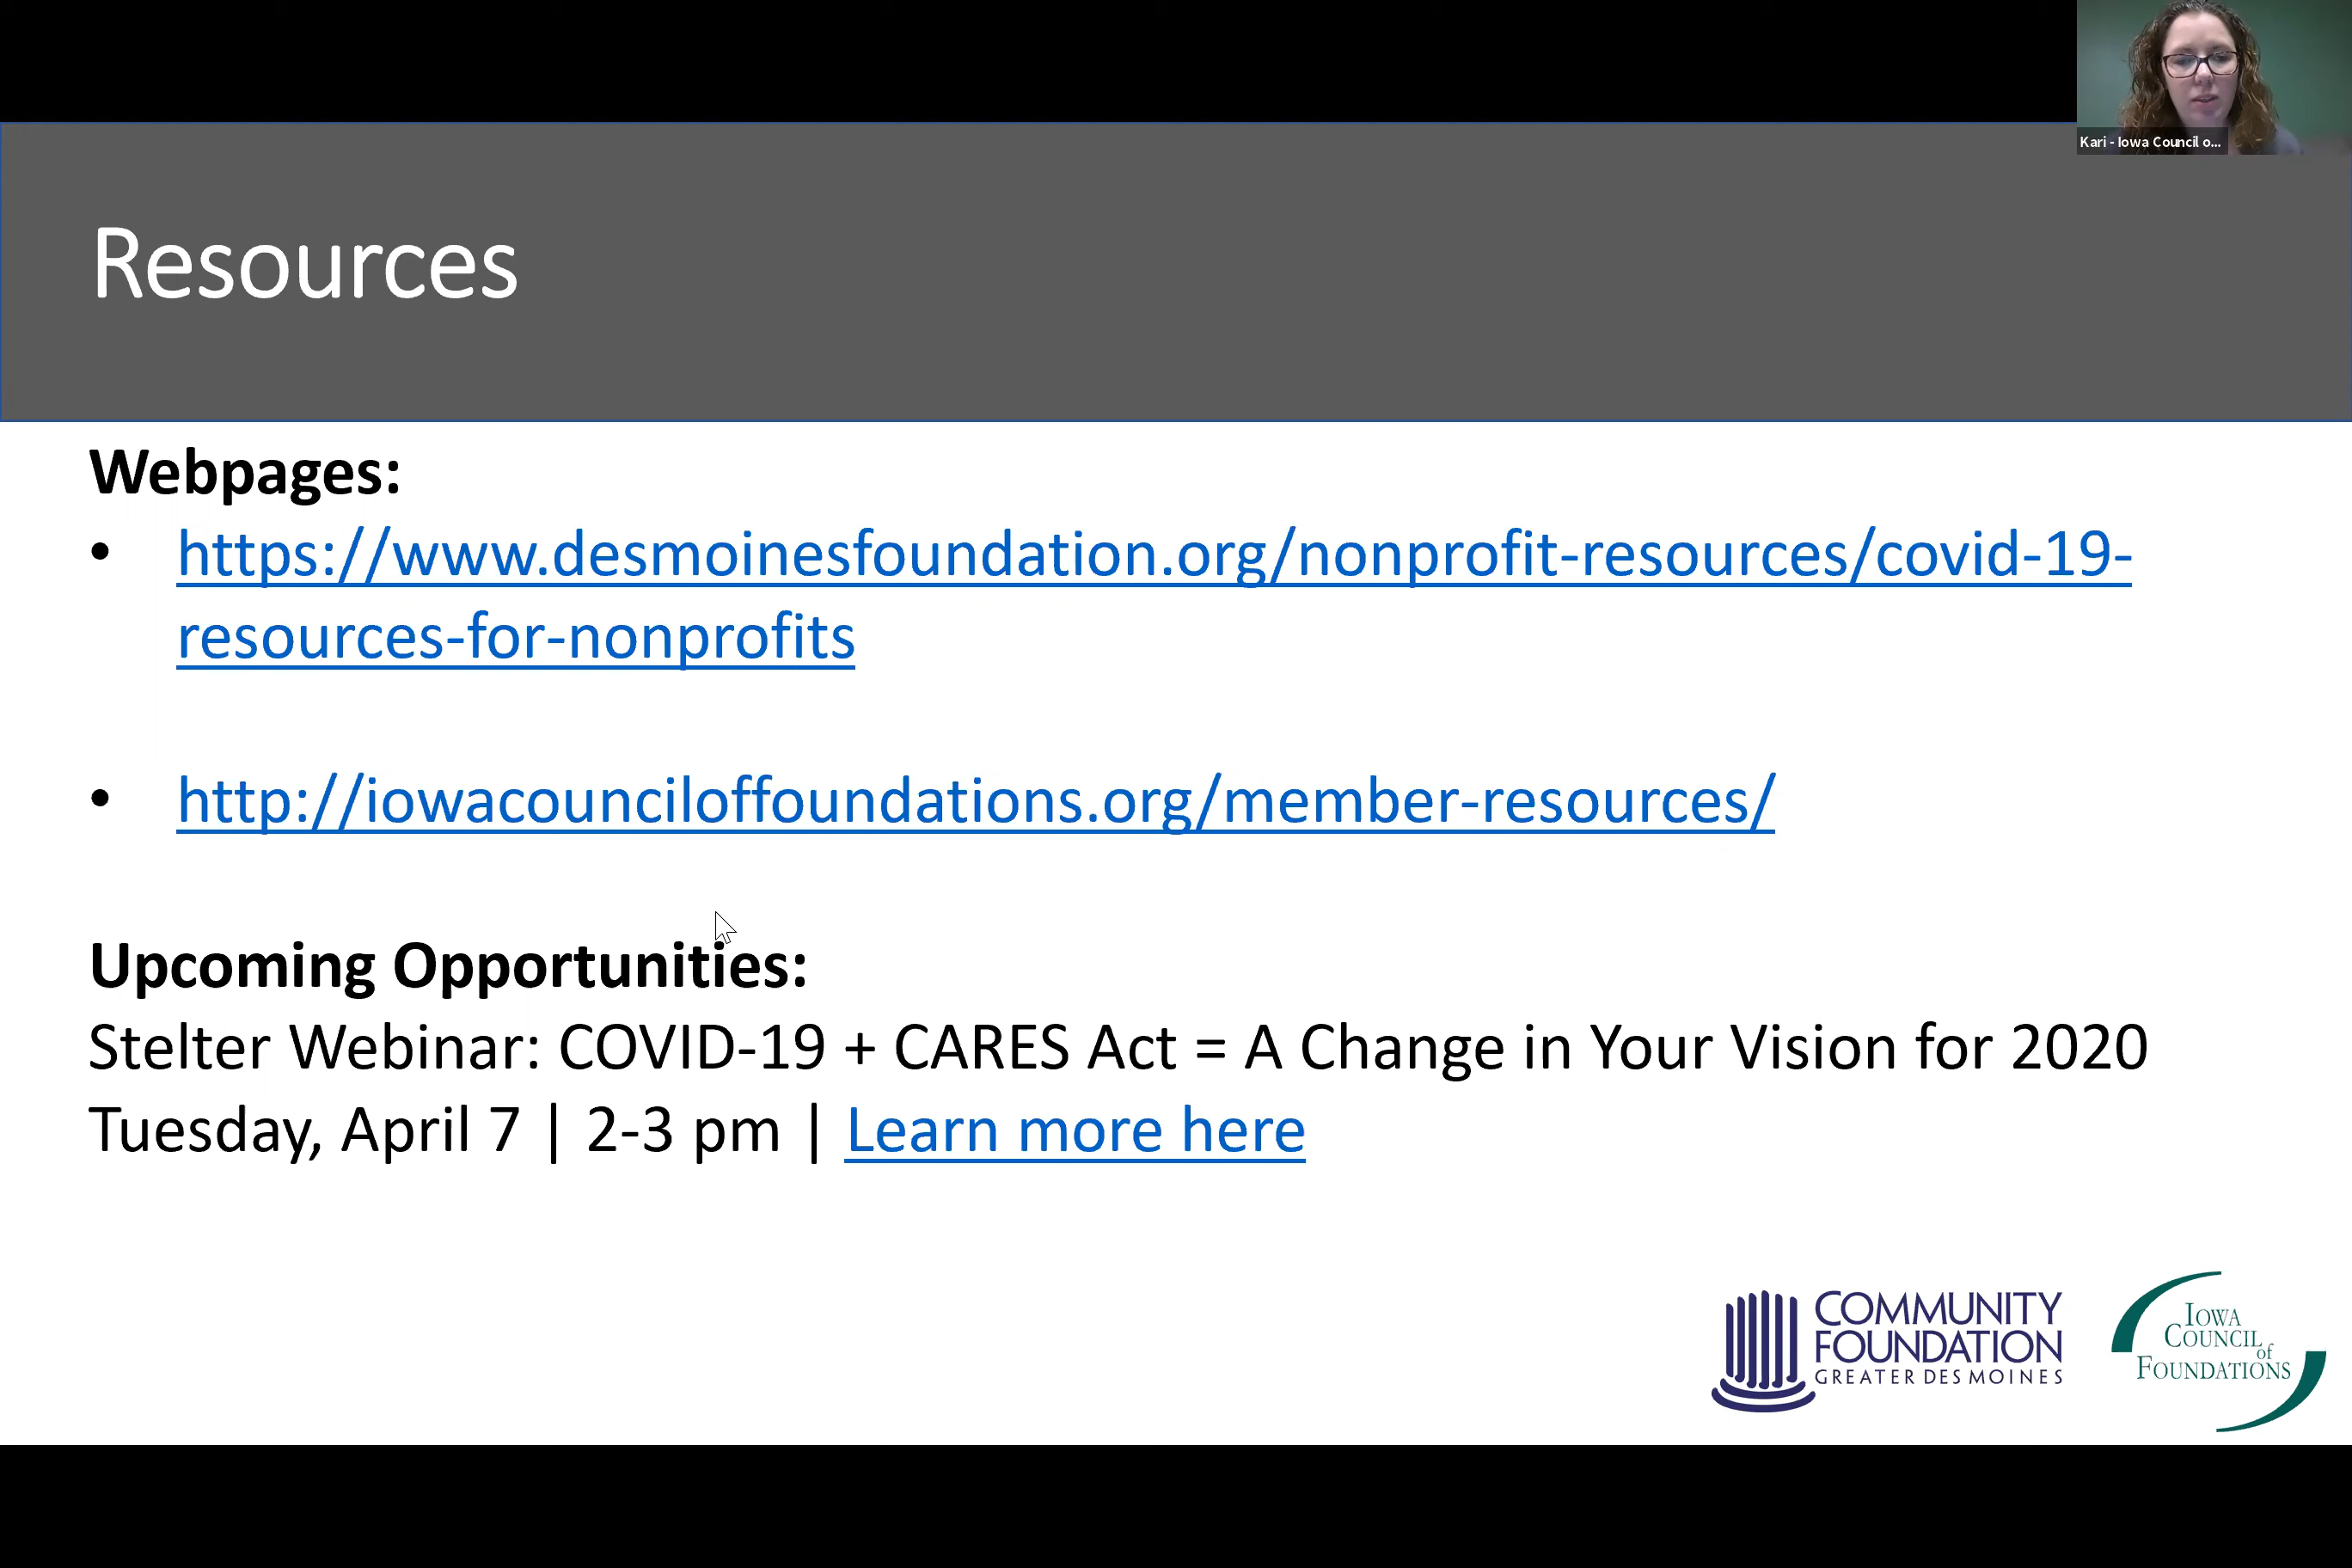 Kari - Iowa Council o...
Resources
Webpages:
• https://www.desmoinesfoundation.org/nonprofit-resources/covid-19-
resources-for-nonprofits
• http://iowacounciloffoundations.org/member-resources/
Upcoming Opportunities:
Stelter Webinar: COVID-19 + CARES Act = A Change in Your Vision for 2020
Tuesday, April 7 | 2-3 pm | Learn more here
COMMUNITY
FOUNDATION
GREATER DES MOINES
IOWA
COUNCIL of
FOUNDATIONS